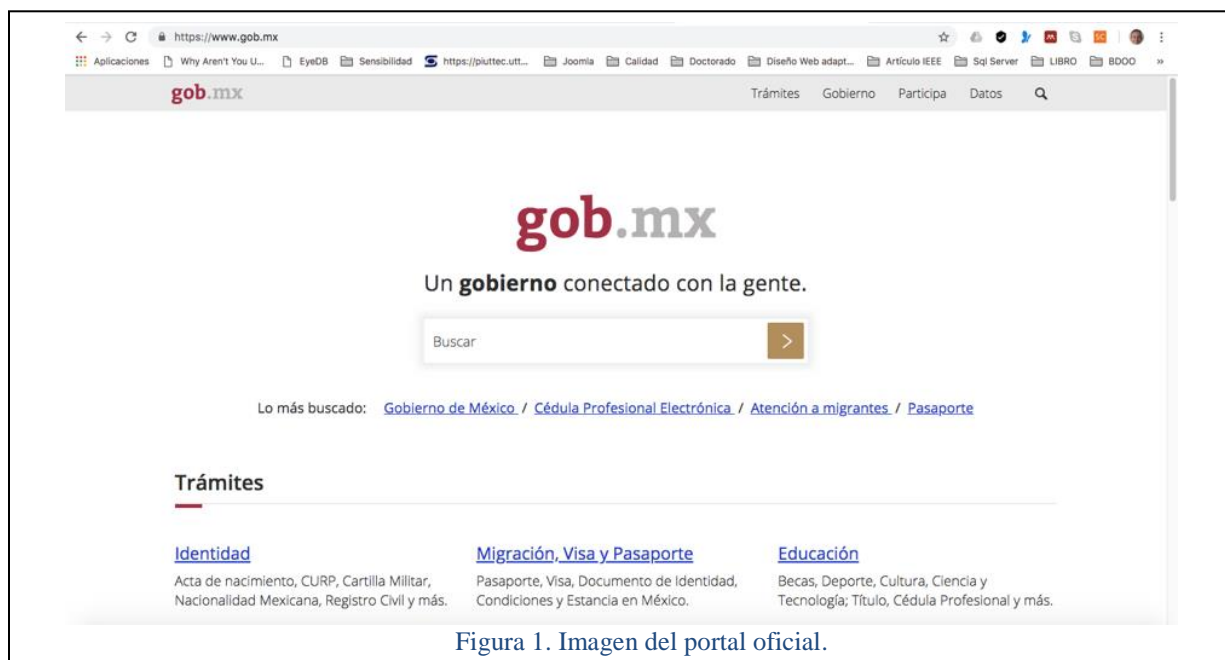 https://www.gob.mx
Aplicaciones Why Aren't You U... EyeDB Sensibilidad https://piuttec.utt... Joomla Calidad Doctorado Diseño Web adapt... Artículo IEEE Sql Server LIBRO BDOO »
gob.mx Trámites Gobierno Participa Datos
gob.mx
Un gobierno conectado con la gente.
Buscar
Lo más buscado: Gobierno de México / Cédula Profesional Electrónica / Atención a migrantes / Pasaporte
Trámites
Identidad Migración, Visa y Pasaporte Educación
Acta de nacimiento, CURP, Cartilla Militar, Pasaporte, Visa, Documento de Identidad, Becas, Deporte, Cultura, Ciencia y
Nacionalidad Mexicana, Registro Civil y más. Condiciones y Estancia en México. Tecnología; Título, Cédula Profesional y más.
Figura 1. Imagen del portal oficial.